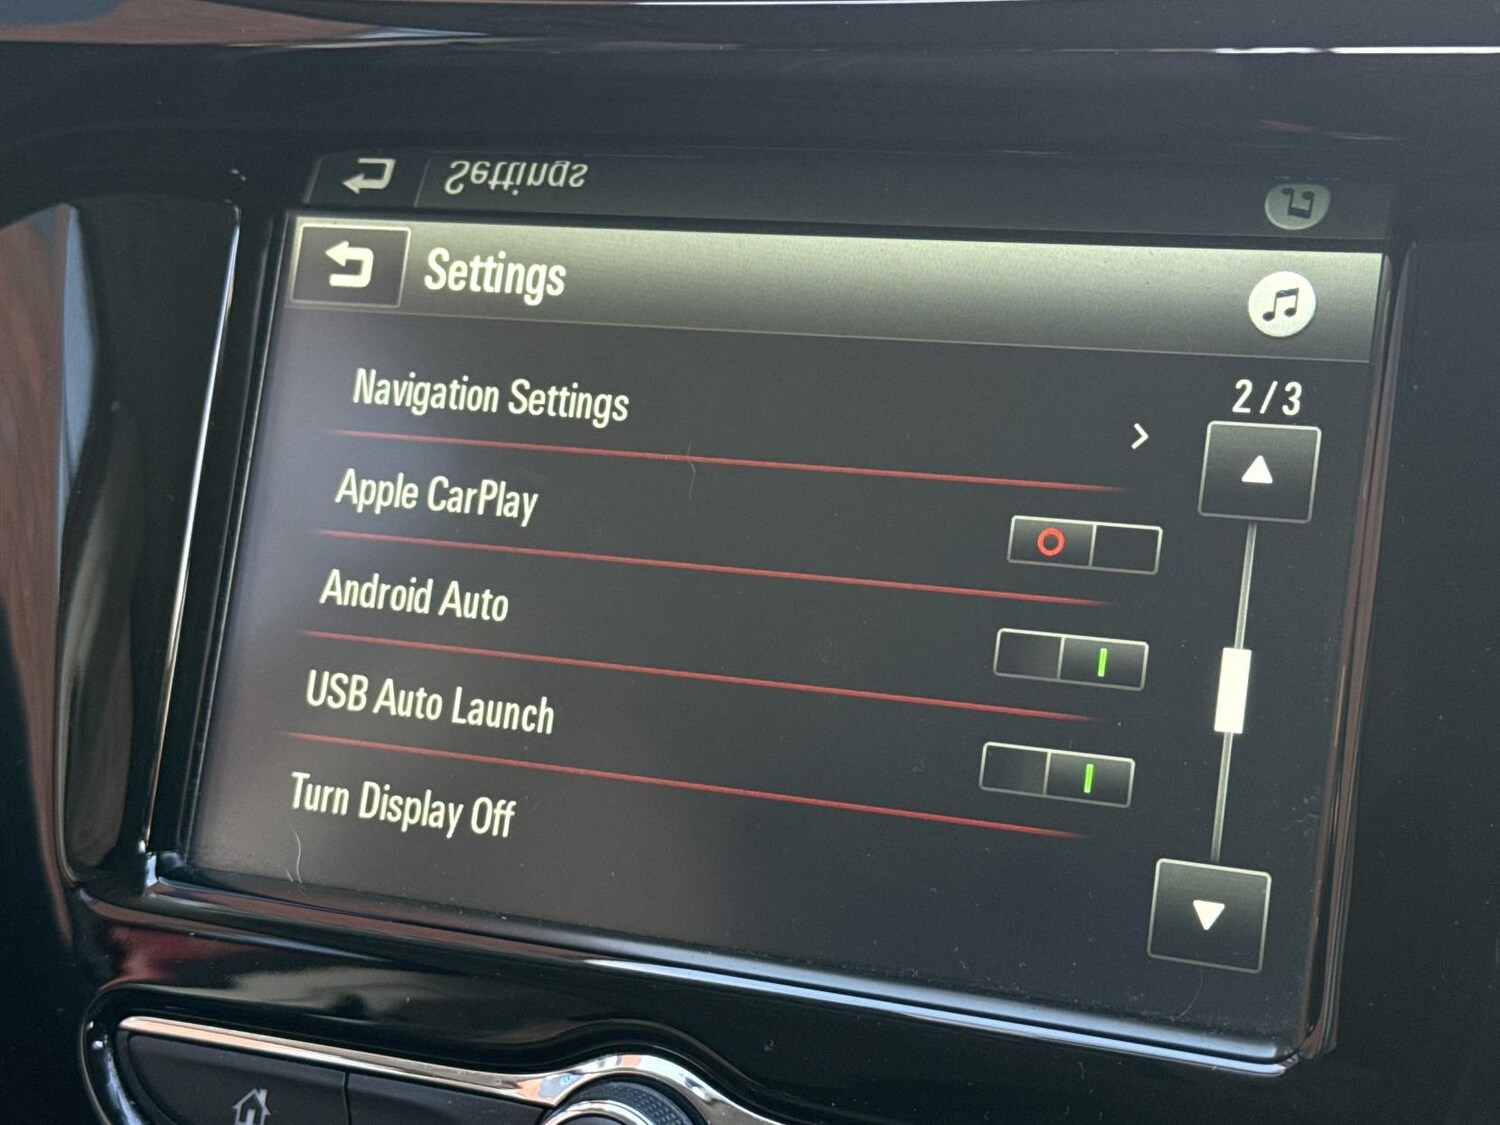 Settings
Settings
2/3
Navigation Settings
Apple CarPlay
Android Auto
USB Auto Launch
Turn Display Off